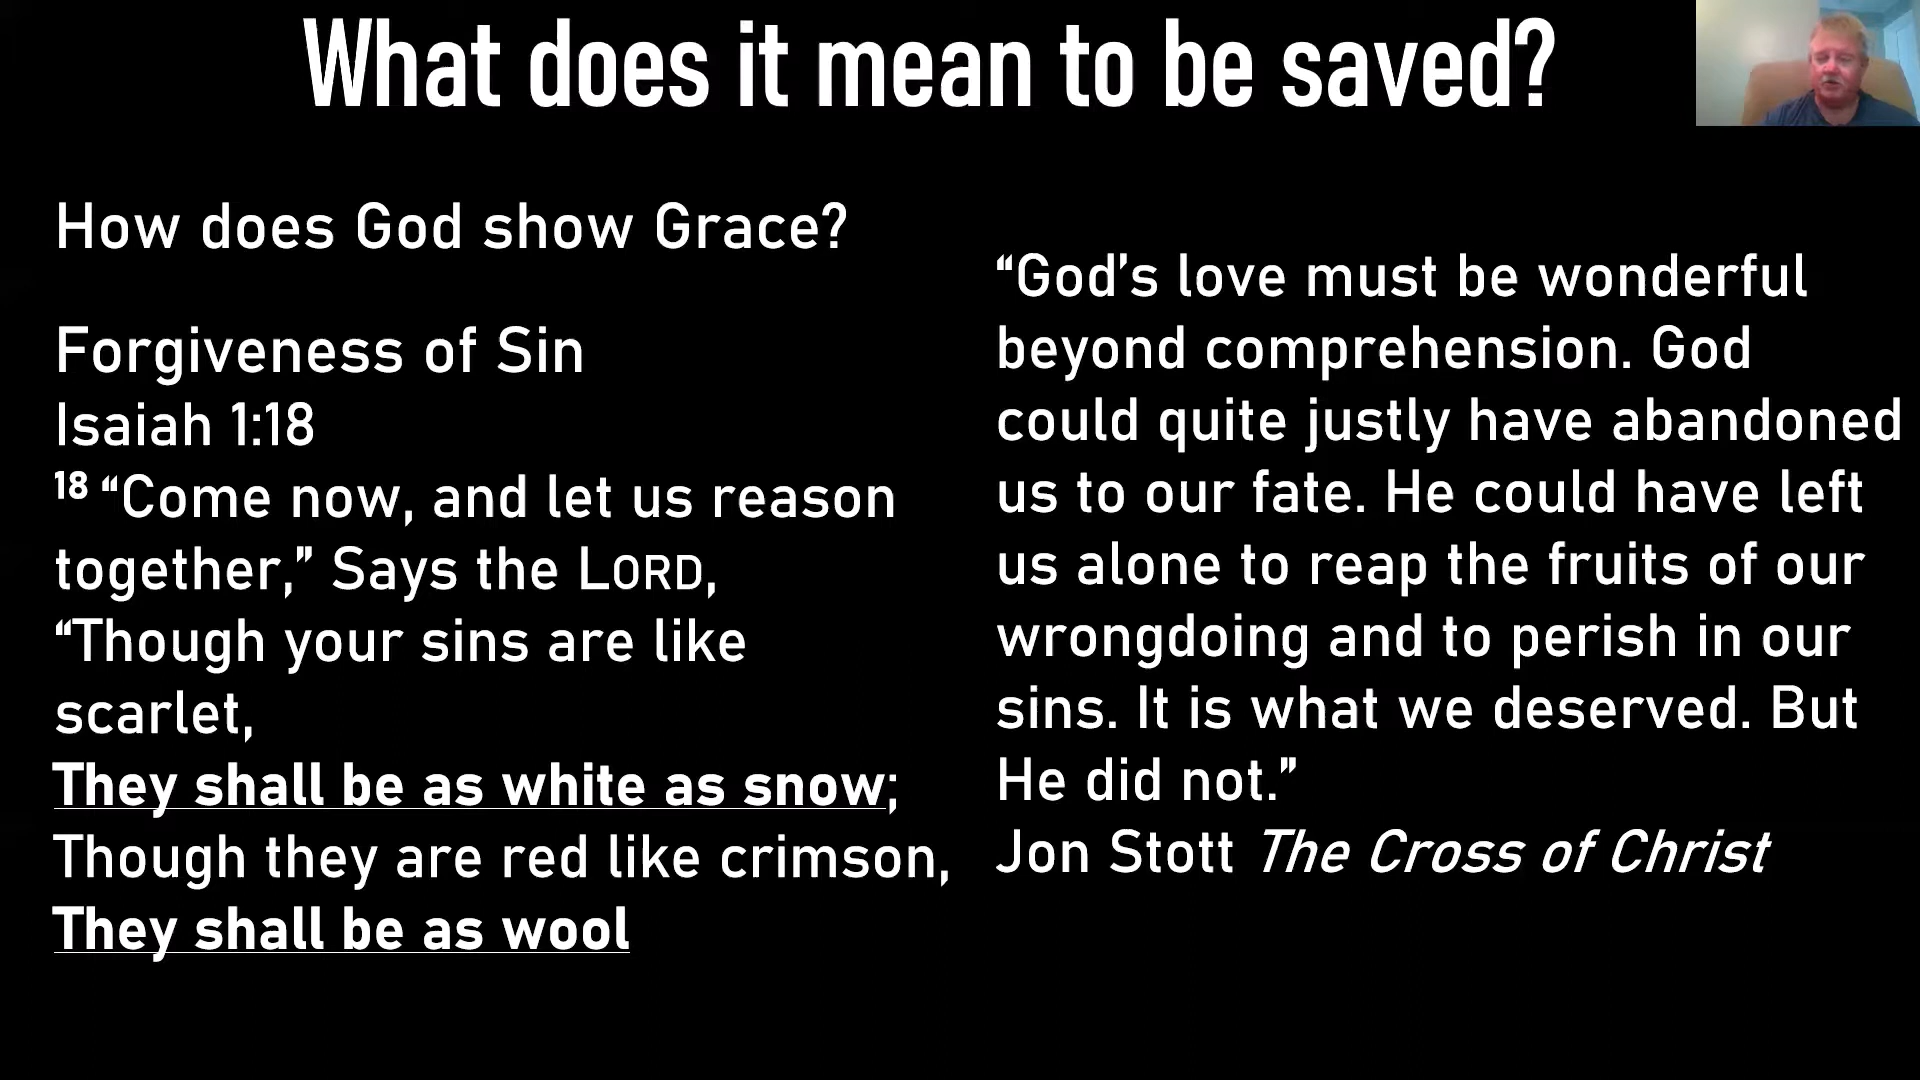 What does it mean to be saved?
How does God show Grace?
Forgiveness of Sin
Isaiah 1:18
18 “Come now, and let us reason
together,” Says the LORD,
“Though your sins are like
scarlet,
They shall be as white as snow;
Though they are red like crimson,
They shall be as wool
“God’s love must be wonderful
beyond comprehension. God
could quite justly have abandoned
us to our fate. He could have left
us alone to reap the fruits of our
wrongdoing and to perish in our
sins. It is what we deserved. But
He did not.”
Jon Stott The Cross of Christ